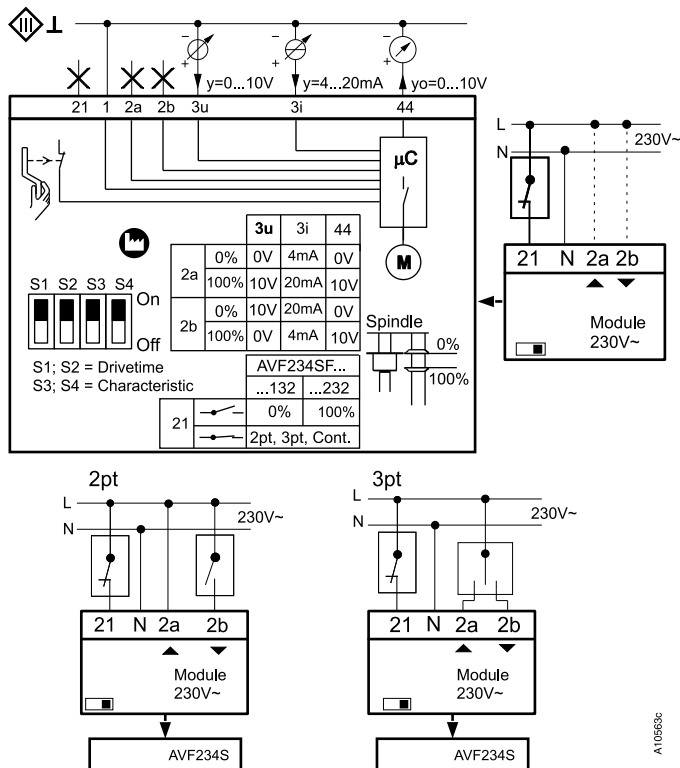 III
y=0...10V y=4...20mA yo=0...10V
21 1 2a 2b 3u 3i 44
µC
M
3u 3i 44
2a 0% 0V 4mA 0V
100% 10V 20mA 10V
2b 0% 10V 20mA 0V
100% 0V 4mA 10V
S1 S2 S3 S4
On
Off
S1; S2 = Drivetime
S3; S4 = Characteristic
Spindle
0%
100%
AVF234SF...
...132 ...232
21 0% 100%
2pt, 3pt, Cont.
L
N
230V~
21 N 2a 2b
Module
230V~
2pt
L
N
230V~
21 N 2a 2b
Module
230V~
AVF234S
3pt
L
N
230V~
21 N 2a 2b
Module
230V~
AVF234S
A10563c